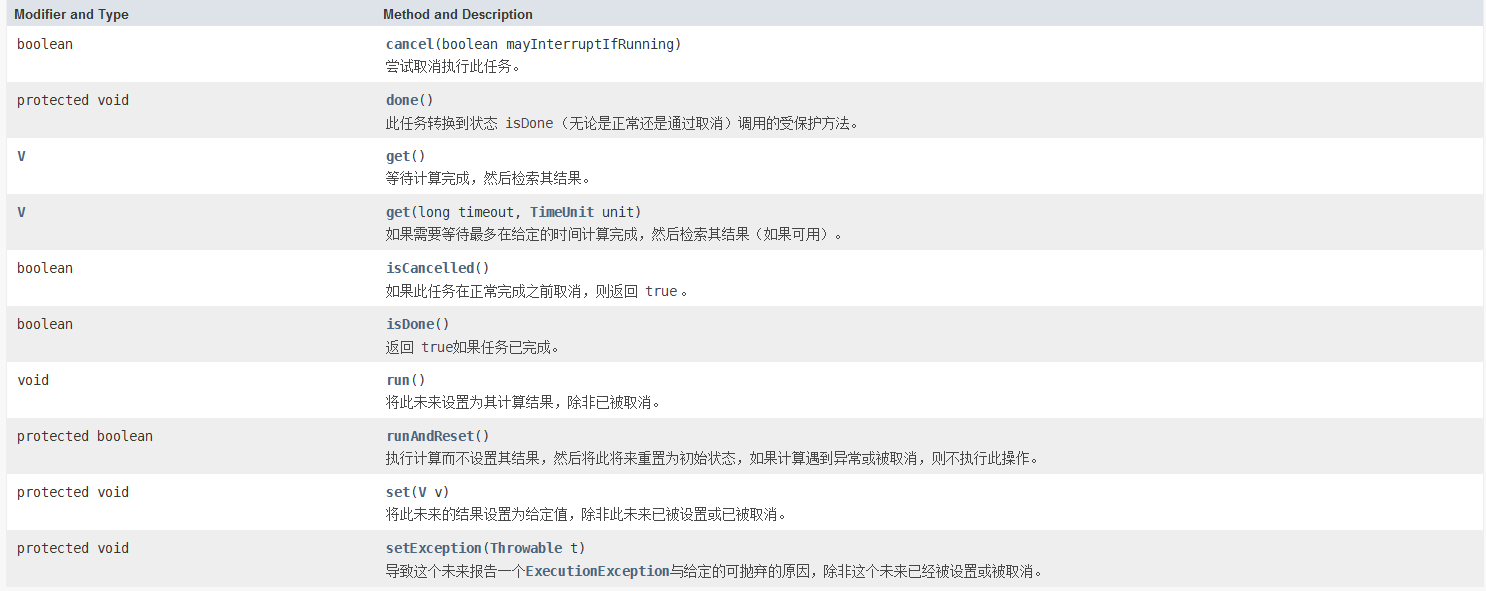 Modifier and Type Method and Description
boolean cancel(boolean mayInterruptIfRunning)
尝试取消执行此任务。
protected void done()
此任务转换到状态 isDone（无论是正常还是通过取消）调用的受保护方法。
V get()
等待计算完成，然后检索其结果。
V get(long timeout, TimeUnit unit)
如果需要等待最多在给定的时间计算完成，然后检索其结果（如果可用）。
boolean isCancelled()
如果此任务在正常完成之前取消，则返回 true 。
boolean isDone()
返回 true如果任务已完成。
void run()
将此未来设置为其计算结果，除非已被取消。
protected boolean runAndReset()
执行计算而不设置其结果，然后将此将来重置为初始状态，如果计算遇到异常或被取消，则不执行此操作。
protected void set(V v)
将此未来的结果设置为给定值，除非此未来已被设置或已被取消。
protected void setException(Throwable t)
导致这个未来报告一个ExecutionException与给定的可抛弃的原因，除非这个未来已经被设置或被取消。